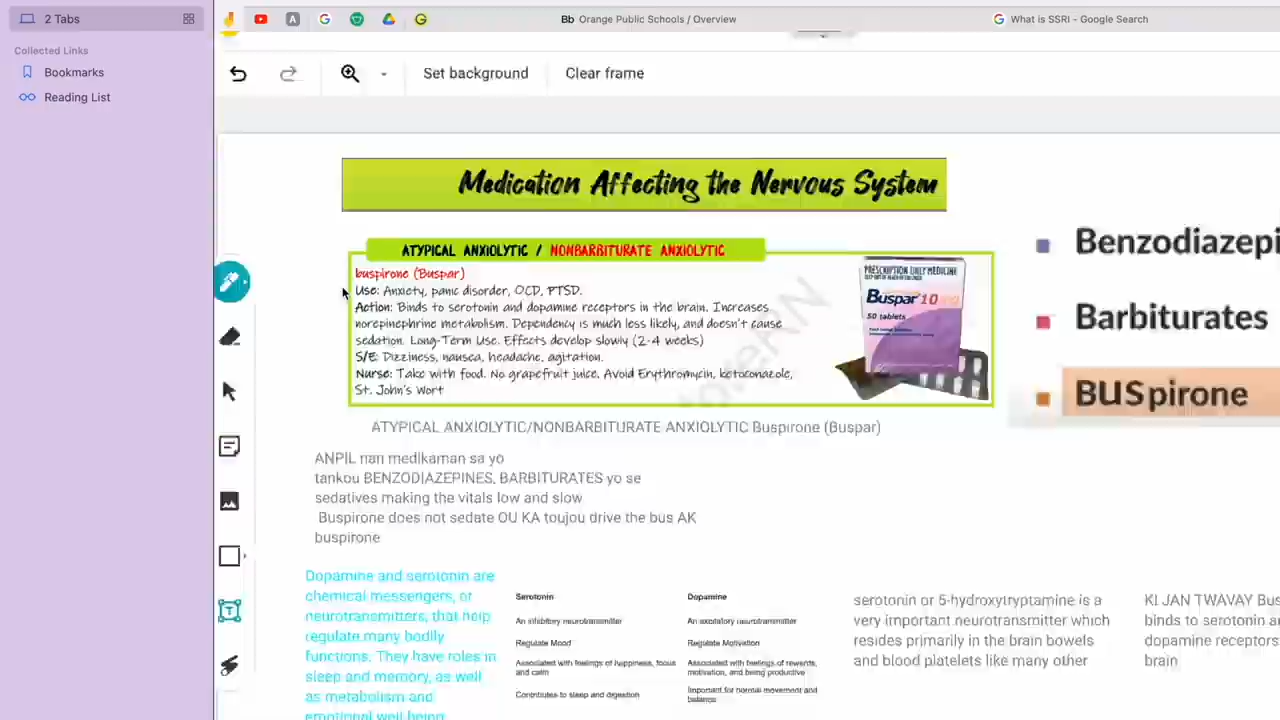 2 Tabs
Collected Links
Bookmarks
Reading List
Bb Orange Public Schools / Overview
What is SSRI - Google Search
Set background
Clear frame
Medication Affecting the Nervous System
ATYPICAL ANXIOLYTIC / NONBARBITURATE ANXIOLYTIC
buspirone (Buspar)
Use: Anxiety, panic disorder, OCD, PTSD.
Action: Binds to serotonin and dopamine receptors in the brain. Increases
norepinephrine metabolism. Dependency is much less likely, and doesn't cause
sedation. Long-Term Use. Effects develop slowly (2-4 weeks)
S/E: Dizziness, nausea, headache, agitation.
Nurse: Take with food. No grapefruit juice. Avoid Erythromycin, ketoconazole,
St. John's Wort
PRESCRIPTION ONLY MEDICINE
Buspar 10
50 tablets
Benzodiazepi
Barbiturates
BUSpirone
ATYPICAL ANXIOLYTIC/NONBARBITURATE ANXIOLYTIC Buspirone (Buspar)
ANPIL nan medikaman sa yo
tankou BENZODIAZEPINES, BARBITURATES yo se
sedatives making the vitals low and slow
Buspirone does not sedate OU KA toujou drive the bus AK
buspirone
Dopamine and serotonin are
chemical messengers, or
neurotransmitters, that help
regulate many bodily
functions. They have roles in
sleep and memory, as well
as metabolism and
emotional well being
Serotonin
An inhibitory neurotransmitter
Regulate Mood
Associated with feelings of happiness, focus
and calm
Contributes to sleep and digestion
Dopamine
An excitatory neurotransmitter
Regulate Motivation
Associated with feelings of rewards,
motivation, and being productive
Important for normal movement and
balance
serotonin or 5-hydroxytryptamine is a
very important neurotransmitter which
resides primarily in the brain bowels
and blood platelets like many other
KI JAN TWAVAY Bus
binds to serotonin a
dopamine receptors
brain